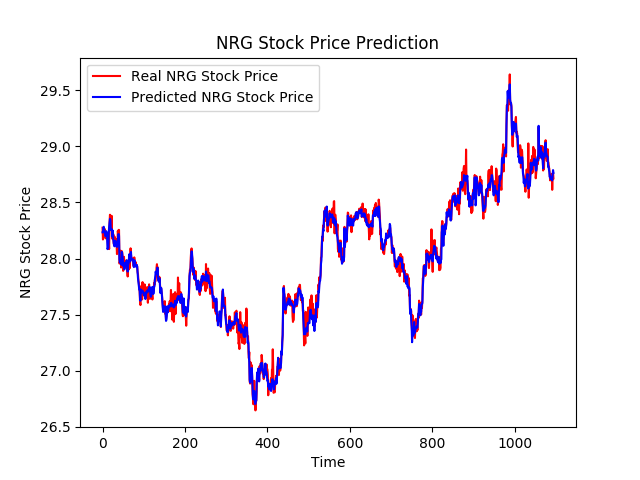 NRG Stock Price Prediction
Real NRG Stock Price
Predicted NRG Stock Price
29.5
29.0
28.5
28.0
27.5
27.0
26.5
NRG Stock Price
0 200 400 600 800 1000
Time